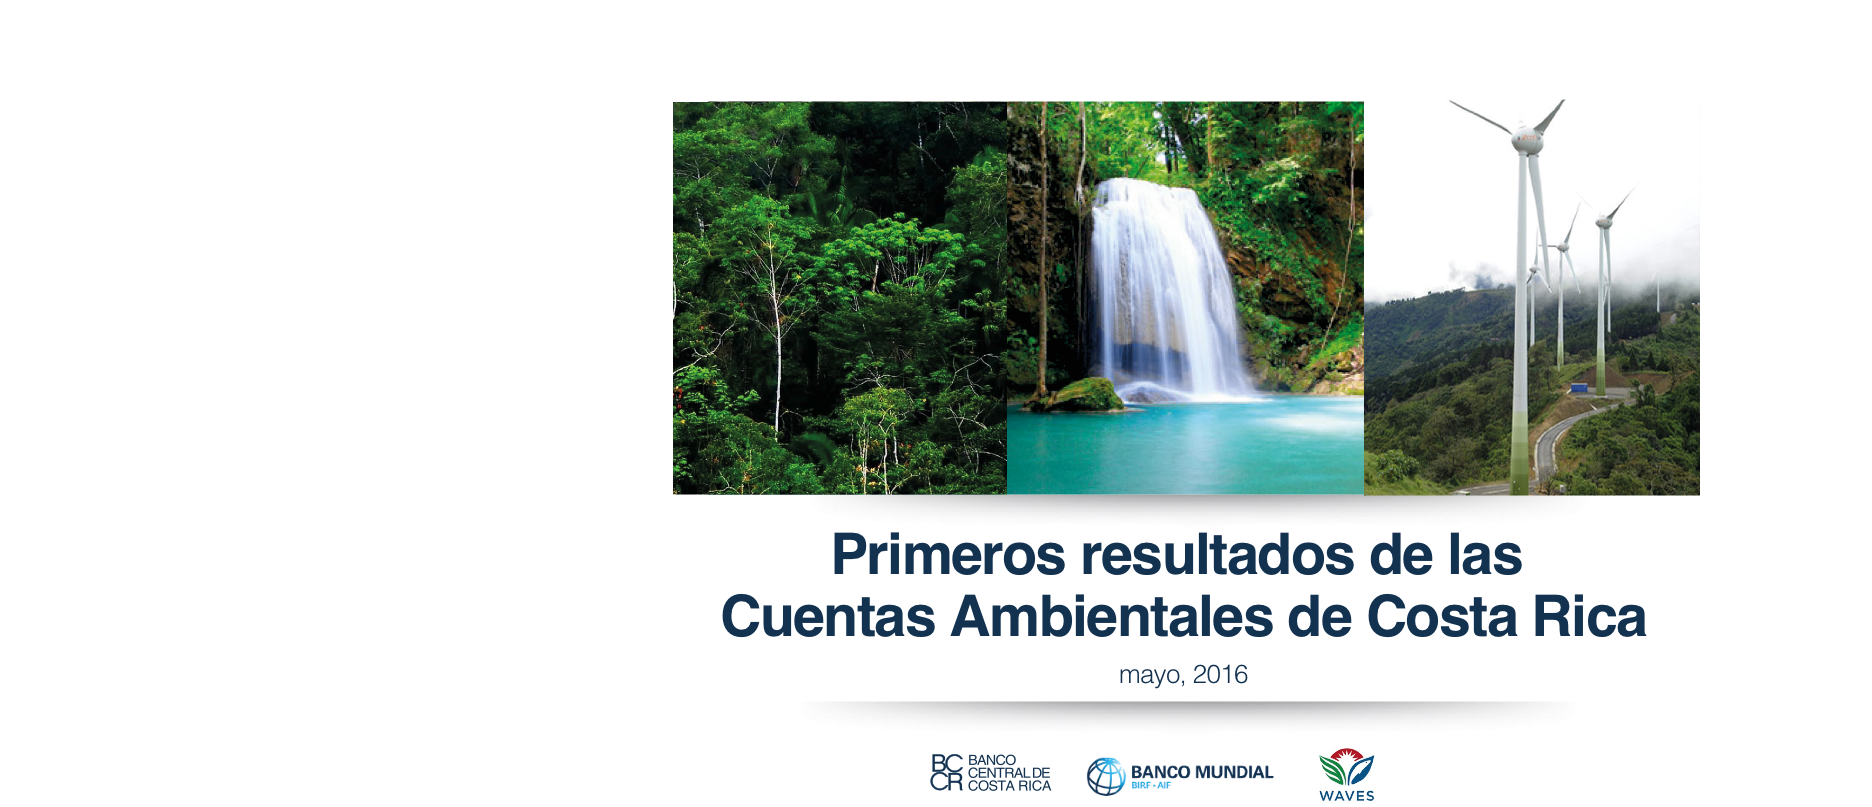 Primeros resultados de las
Cuentas Ambientales de Costa Rica
mayo, 2016
BC
CR
BANCO
CENTRAL DE
COSTA RICA
BANCO MUNDIAL
BIRF - AIF
WAVES